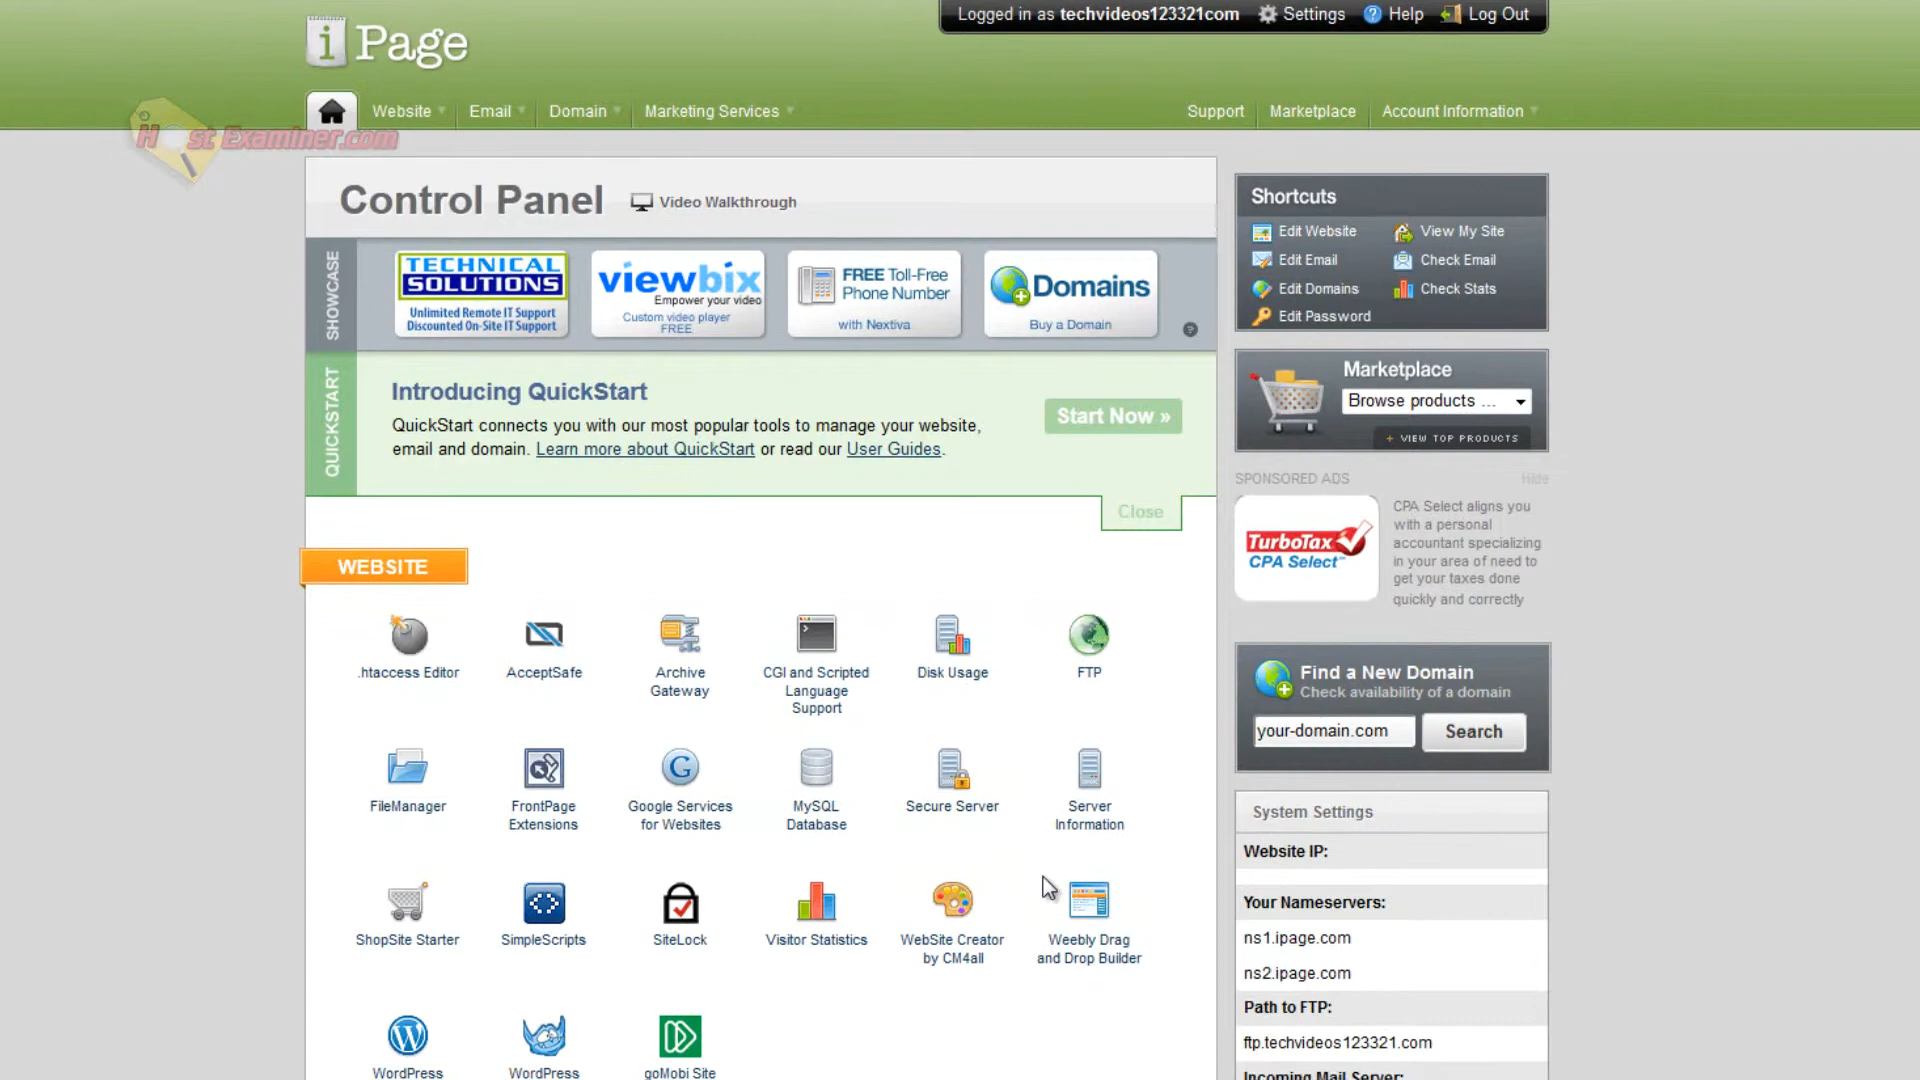 Logged in as techvideos123321com Settings Help Log Out
i Page
Website Email Domain Marketing Services Support Marketplace Account Information
Host Examiner.com
Control Panel Video Walkthrough
SHOWCASE
TECHNICAL SOLUTIONS
Unlimited Remote IT Support
Discounted On-Site IT Support
viewbix
Empower your video
Custom video player
FREE
FREE Toll-Free
Phone Number
with Nextiva
Domains
Buy a Domain
?
QUICKSTART
Introducing QuickStart
QuickStart connects you with our most popular tools to manage your website,
email and domain. Learn more about QuickStart or read our User Guides.
Start Now »
Close
WEBSITE
.htaccess Editor
AcceptSafe
Archive
Gateway
CGI and Scripted
Language
Support
Disk Usage
FTP
FileManager
FrontPage
Extensions
Google Services
for Websites
MySQL
Database
Secure Server
Server
Information
ShopSite Starter
SimpleScripts
SiteLock
Visitor Statistics
WebSite Creator
by CM4all
Weebly Drag
and Drop Builder
WordPress
WordPress
goMobi Site
Shortcuts
Edit Website View My Site
Edit Email Check Email
Edit Domains Check Stats
Edit Password
Marketplace
Browse products ...
+ VIEW TOP PRODUCTS
SPONSORED ADS Hide
TurboTax
CPA Select℠
CPA Select aligns you
with a personal
accountant specializing
in your area of need to
get your taxes done
quickly and correctly
Find a New Domain
Check availability of a domain
your-domain.com Search
System Settings
Website IP:
Your Nameservers:
ns1.ipage.com
ns2.ipage.com
Path to FTP:
ftp.techvideos123321.com
Incoming Mail Server: